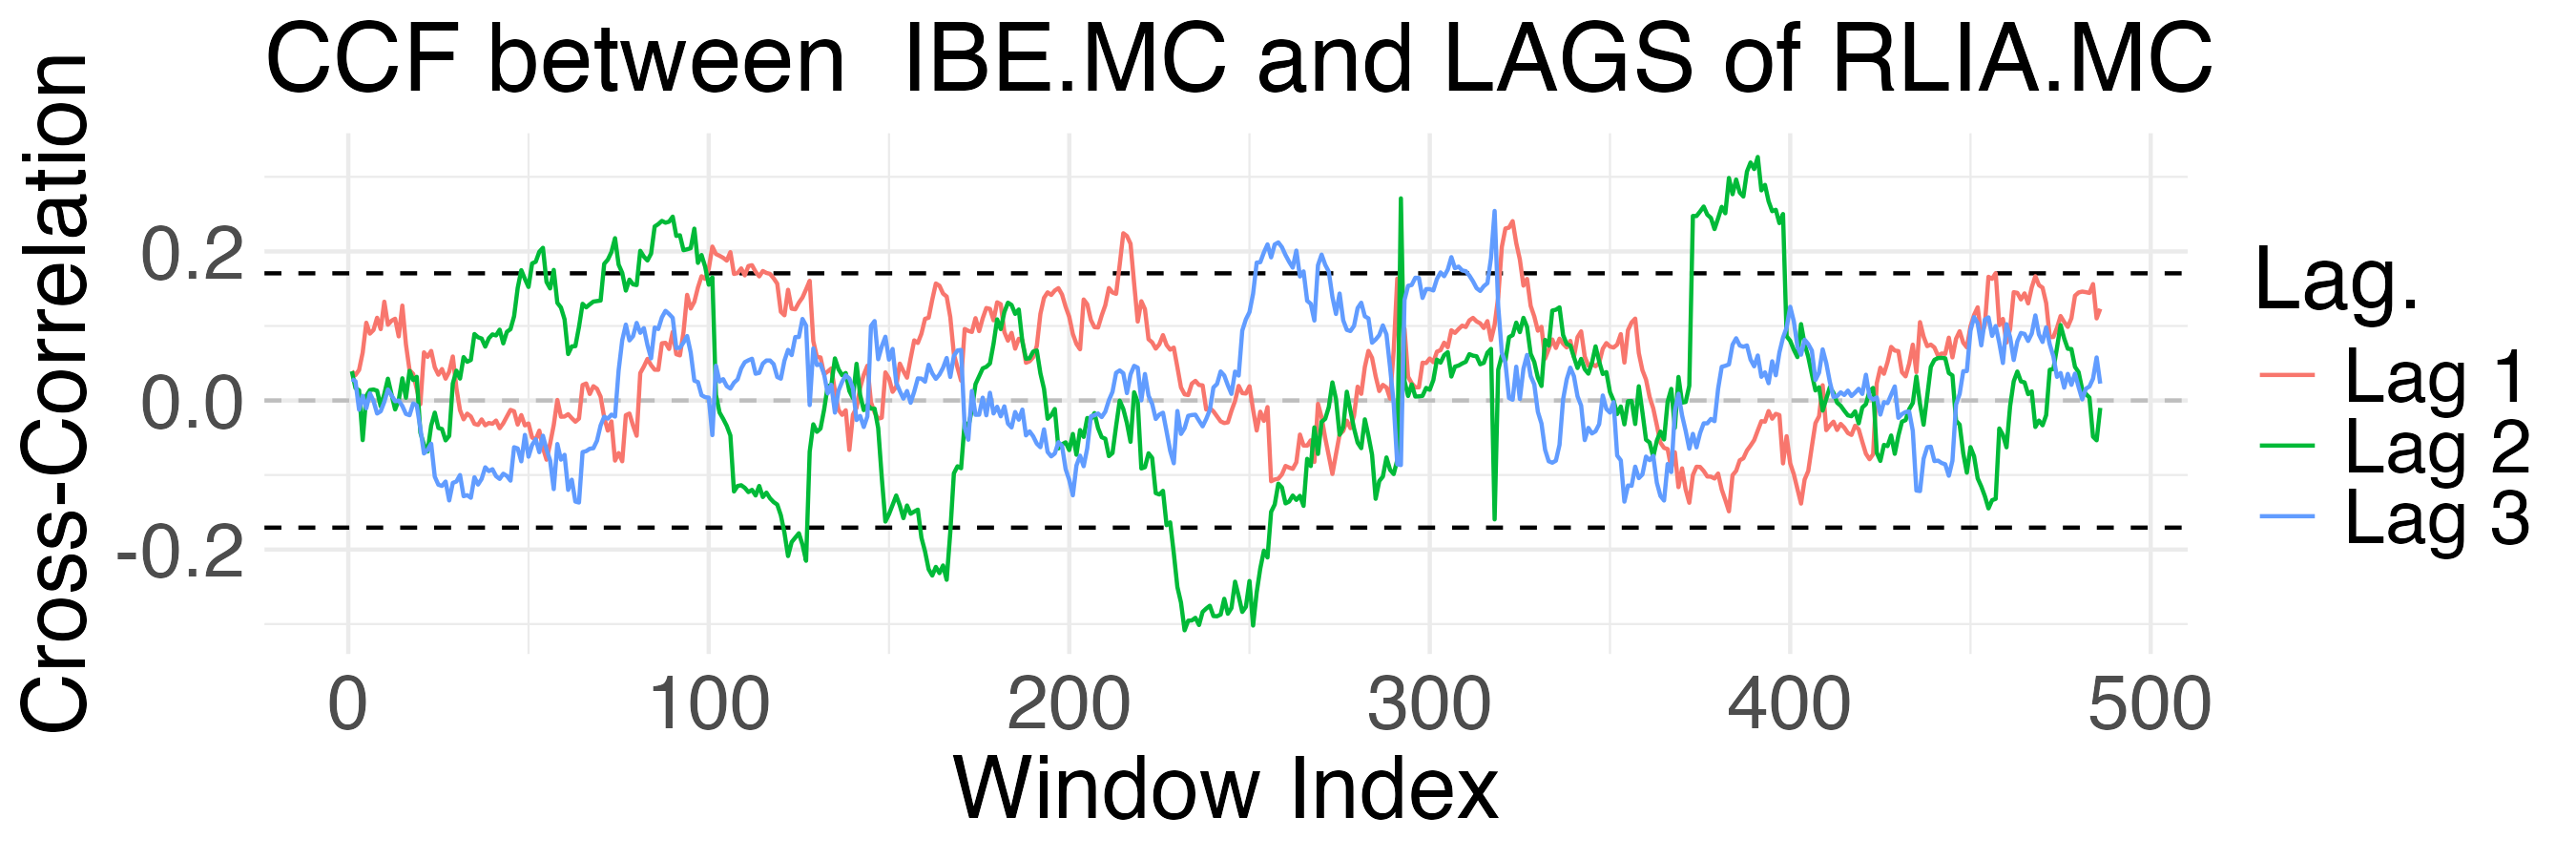 CCF between  IBE.MC and LAGS of RLIA.MC
Cross-Correlation
0.2
0.0
-0.2
0 100 200 300 400 500
Window Index
Lag.
Lag 1
Lag 2
Lag 3